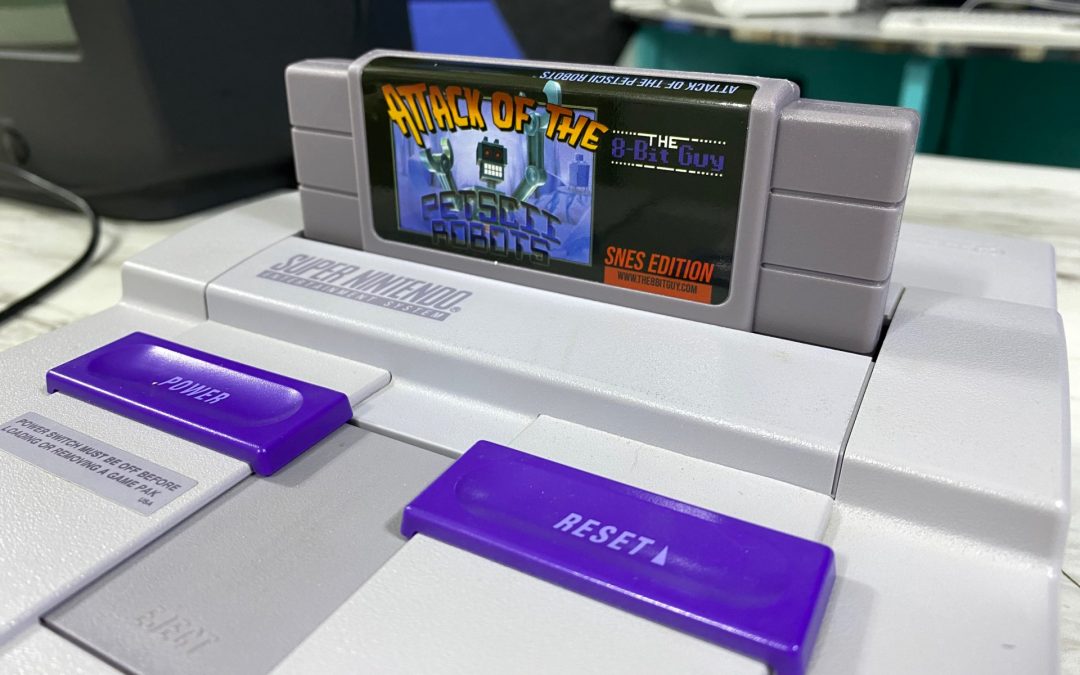 ATTACK OF THE PETSCII ROBOTS
ATTACK OF THE
PETSCII
ROBOTS
THE
8-Bit Guy
SNES EDITION
WWW.THE8BITGUY.COM
SUPER NINTENDO®
ENTERTAINMENT SYSTEM
POWER
POWER SWITCH MUST BE OFF BEFORE
LOADING OR REMOVING A GAME PAK
USA
RESET▲
EJECT